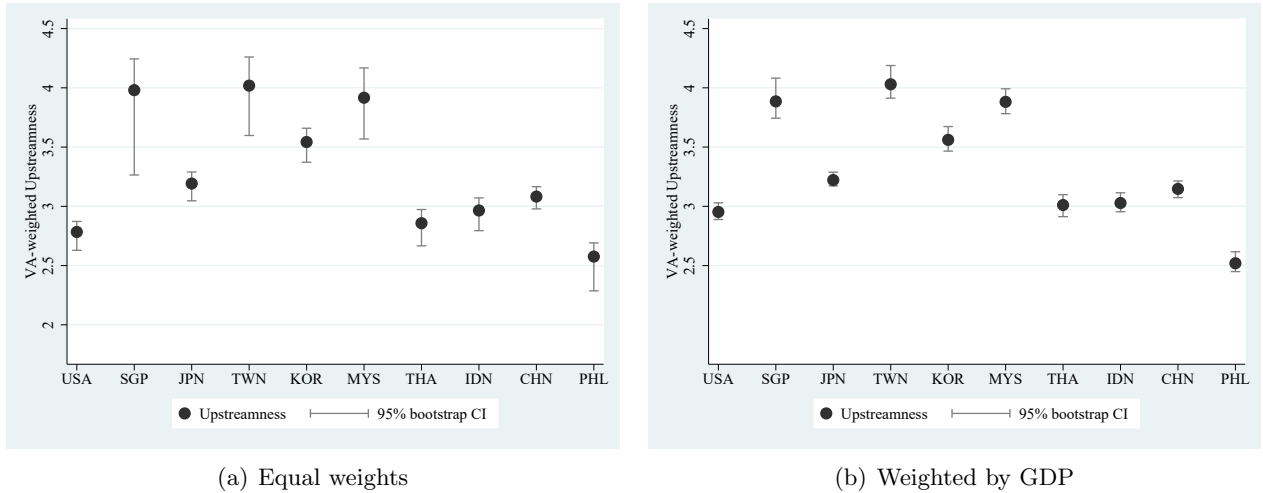 VA-weighted Upstreamness
4.5
4
3.5
3
2.5
2
USA SGP JPN TWN KOR MYS THA IDN CHN PHL
Upstreamness 95% bootstrap CI
(a) Equal weights
VA-weighted Upstreamness
4.5
4
3.5
3
2.5
USA SGP JPN TWN KOR MYS THA IDN CHN PHL
Upstreamness 95% bootstrap CI
(b) Weighted by GDP